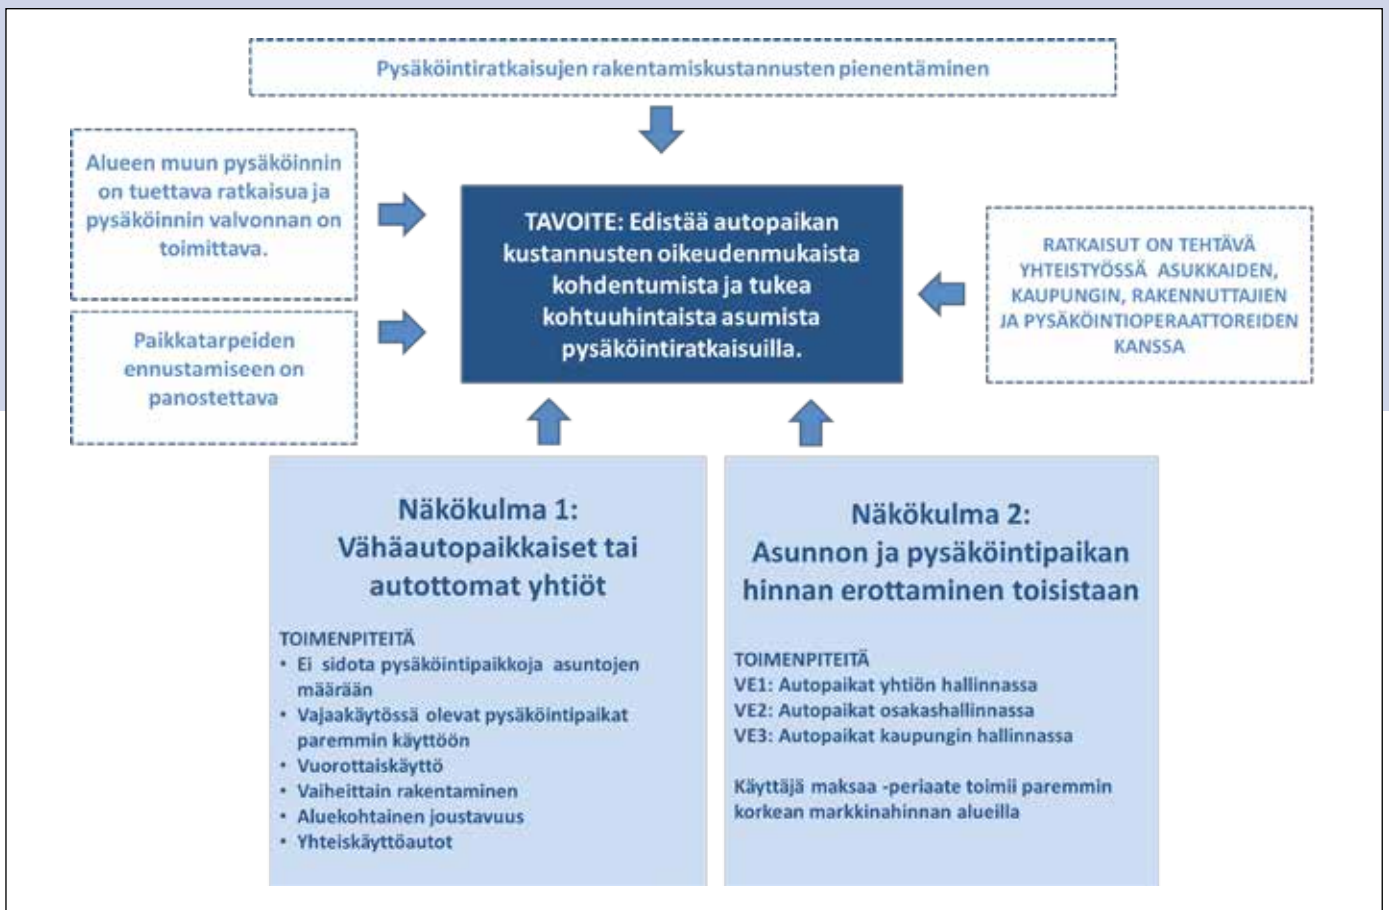 Pysäköintiratkaisujen rakentamiskustannusten pienentäminen
Alueen muun pysäköinnin
on tuettava ratkaisua ja
pysäköinnin valvonnan on
toimittava.
Paikkatarpeiden
ennustamiseen on
panostettava
TAVOITE: Edistää autopaikan
kustannusten oikeudenmukaista
kohdentumista ja tukea
kohtuuhintaista asumista
pysäköintiratkaisuilla.
RATKAISUT ON TEHTÄVÄ
YHTEISTYÖSSÄ ASUKKAIDEN,
KAUPUNGIN, RAKENNUTTAJIEN
JA PYSÄKÖINTIOPERAATTOREIDEN
KANSSA
Näkökulma 1:
Vähäautopaikkaiset tai
autottomat yhtiöt
TOIMENPITEITÄ
• Ei sidota pysäköintipaikkoja asuntojen
määrään
• Vajaakäytössä olevat pysäköintipaikat
paremmin käyttöön
• Vuorottaiskäyttö
• Vaiheittain rakentaminen
• Aluekohtainen joustavuus
• Yhteiskäyttöautot
Näkökulma 2:
Asunnon ja pysäköintipaikan
hinnan erottaminen toisistaan
TOIMENPITEITÄ
VE1: Autopaikat yhtiön hallinnassa
VE2: Autopaikat osakashallinnassa
VE3: Autopaikat kaupungin hallinnassa
Käyttäjä maksaa -periaate toimii paremmin
korkean markkinahinnan alueilla